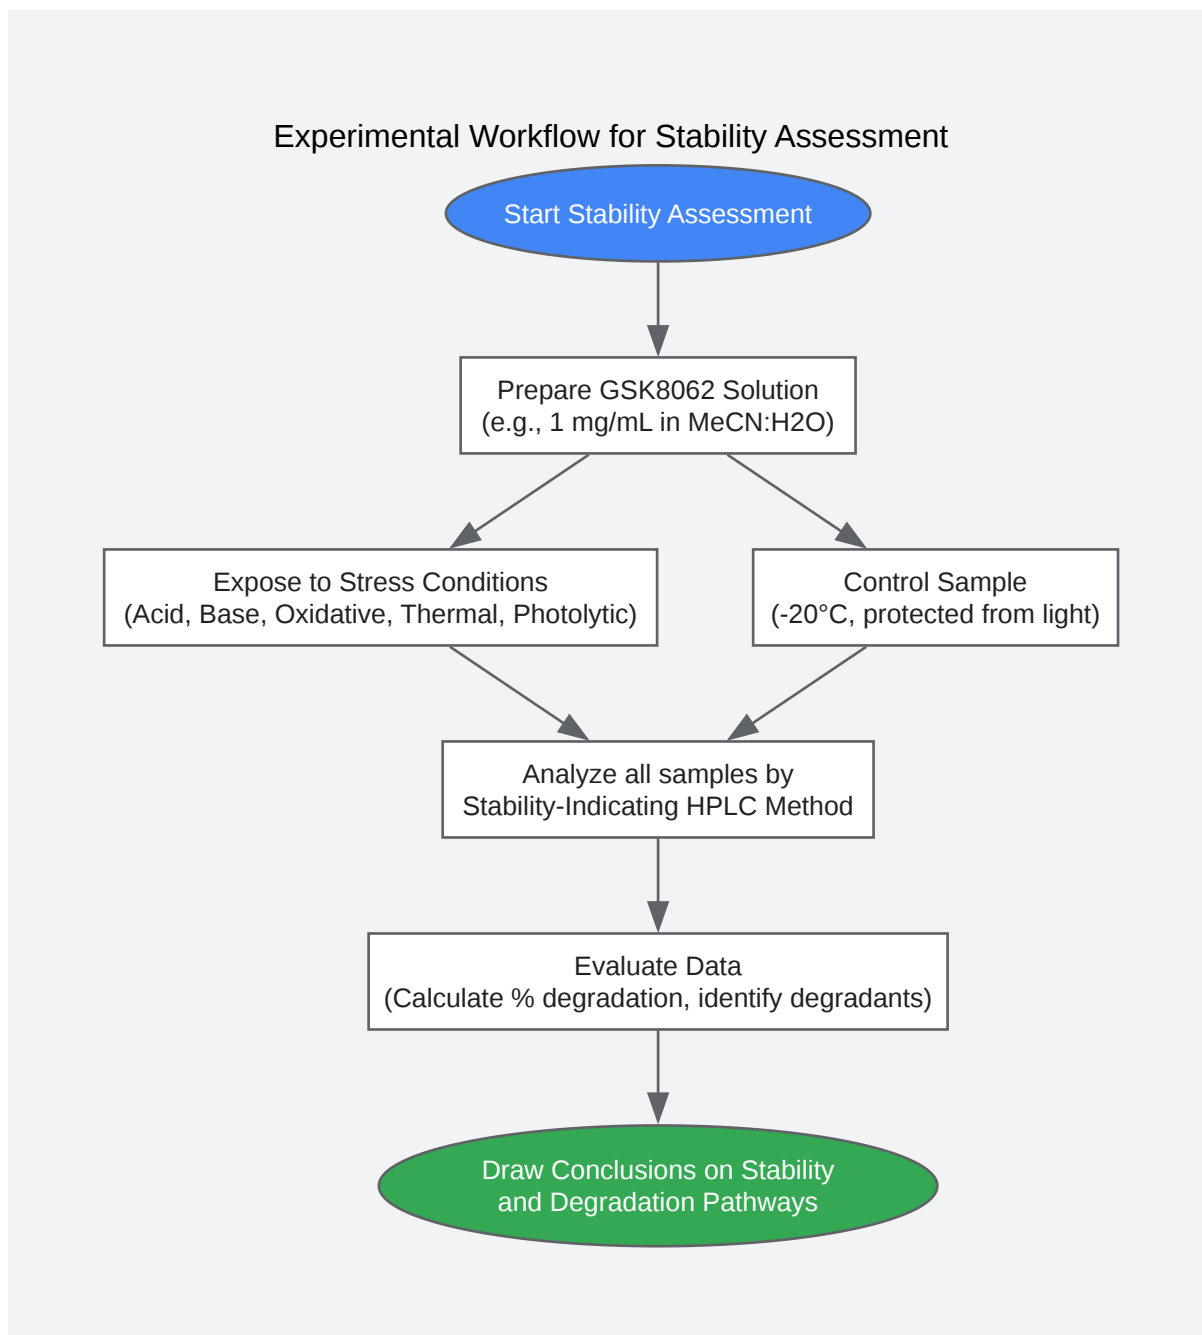 Experimental Workflow for Stability Assessment
Start Stability Assessment
Prepare GSK8062 Solution
(e.g., 1 mg/mL in MeCN:H2O)
Expose to Stress Conditions
(Acid, Base, Oxidative, Thermal, Photolytic)
Control Sample
(-20°C, protected from light)
Analyze all samples by
Stability-Indicating HPLC Method
Evaluate Data
(Calculate % degradation, identify degradants)
Draw Conclusions on Stability
and Degradation Pathways